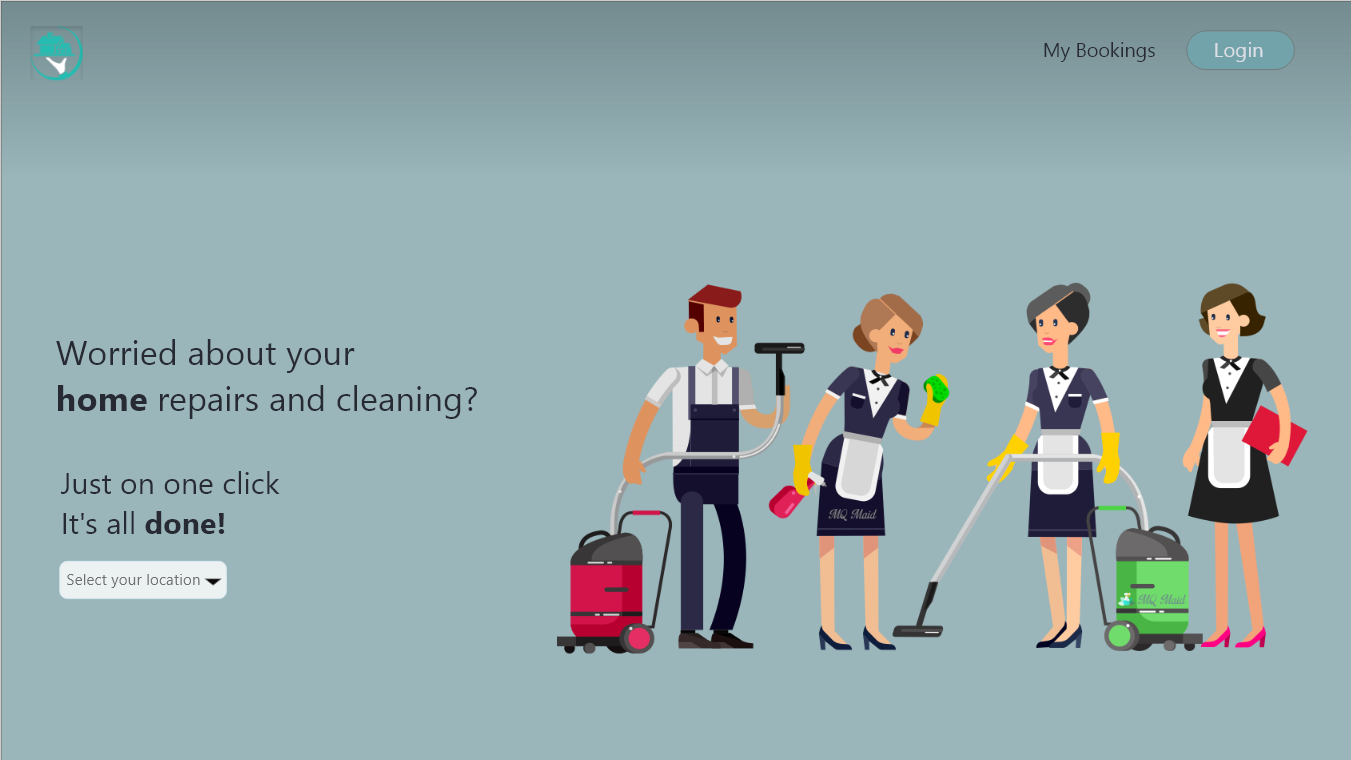 My Bookings
Login
Worried about your
home repairs and cleaning?
Just on one click
It's all done!
Select your location
MQ Maid
MQ Maid